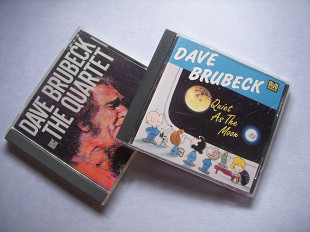 DAVE BRUBECK
THE QUARTET
DAVE
BRUBECK
Quiet
As The
Moon